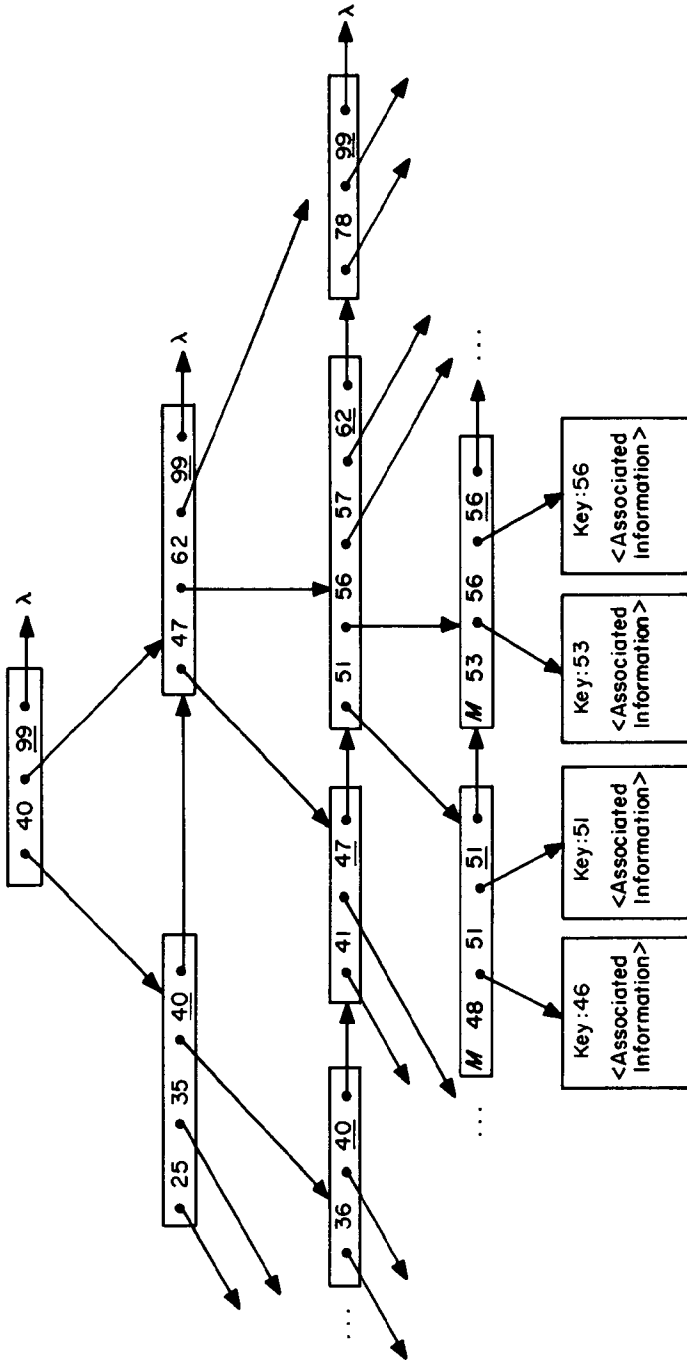 40 99 λ
25 35 40
47 62 99 λ
... 36 40
41 47
51 56 57 62
78 99 λ
... M 48 51 51
M 53 56 56 ...
Key:46
<Associated
Information>
Key:51
<Associated
Information>
Key:53
<Associated
Information>
Key:56
<Associated
Information>